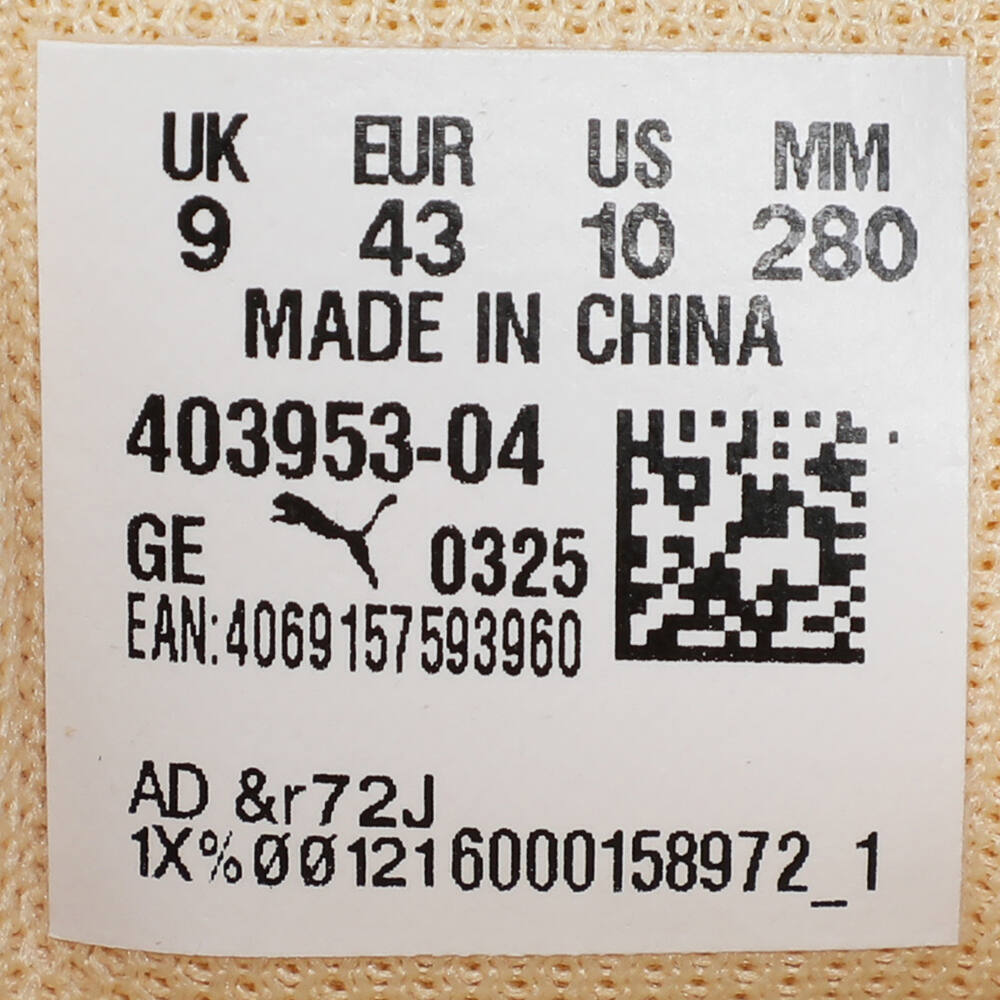 UK EUR US MM
9 43 10 280
MADE IN CHINA
403953-04
GE 0325
EAN:4069157593960
AD &r72J
1X%ØØ1216000158972_1